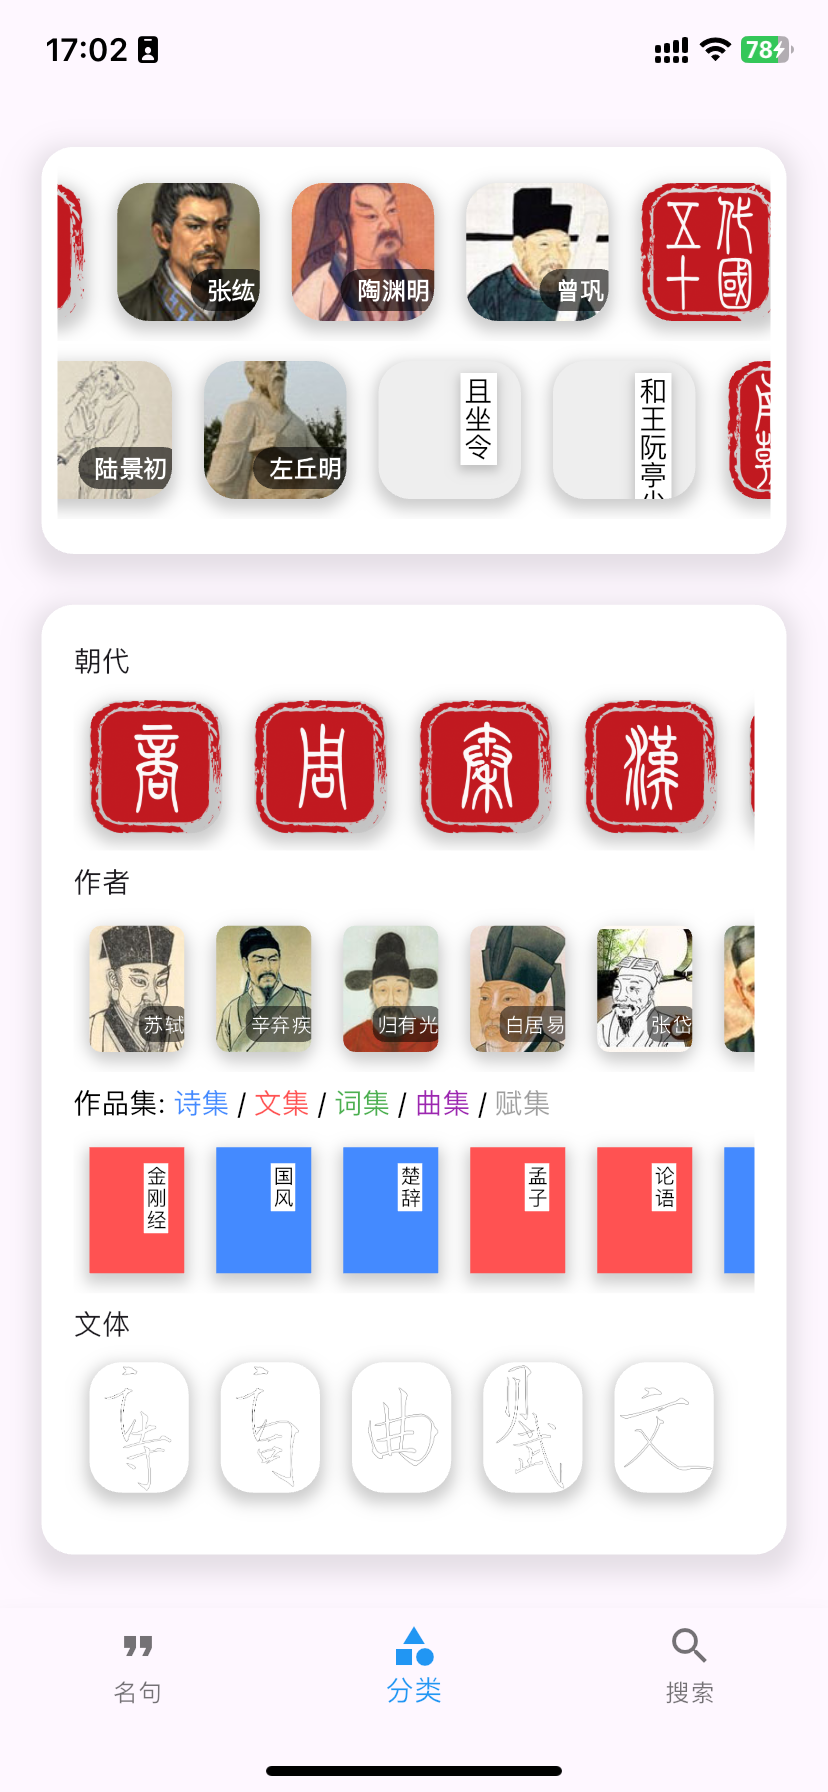 17:02
78
张纮
陶渊明
曾巩
五代
十國
陆景初
左丘明
且坐令
和王阮亭
朝代
商
周
秦
漢
作者
苏轼
辛弃疾
归有光
白居易
张岱
作品集: 诗集 / 文集 / 词集 / 曲集 / 赋集
金刚经
国风
楚辞
孟子
论语
文体
诗
词
曲
赋
文
名句
分类
搜索